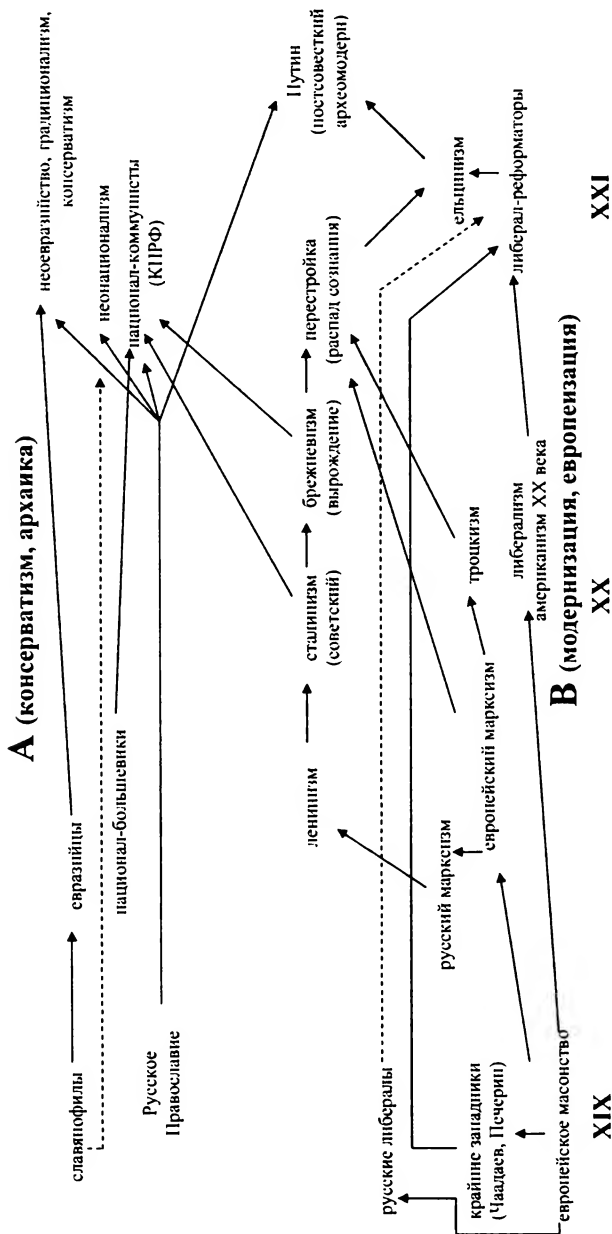 А (консерватизм, архаика)
славянофилы
евразийцы
неоевразийство, традиционализм,
консерватизм
неонационализм
национал-большевики
национал-коммунисты
(КПРФ)
Русское
Православие
Путин
(постсовесткий
археомодерн)
ленинизм
сталинизм
(советский)
брежневизм
(вырождение)
перестройка
(распад сознания)
ельцинизм
русские либералы
русский марксизм
европейский марксизм
троцкизм
крайние западники
(Чаадаев, Печерин)
либерализм
американизм XX века
либерал-реформаторы
европейское масонство
В (модернизация, европеизация)
XIX
XX
XXI